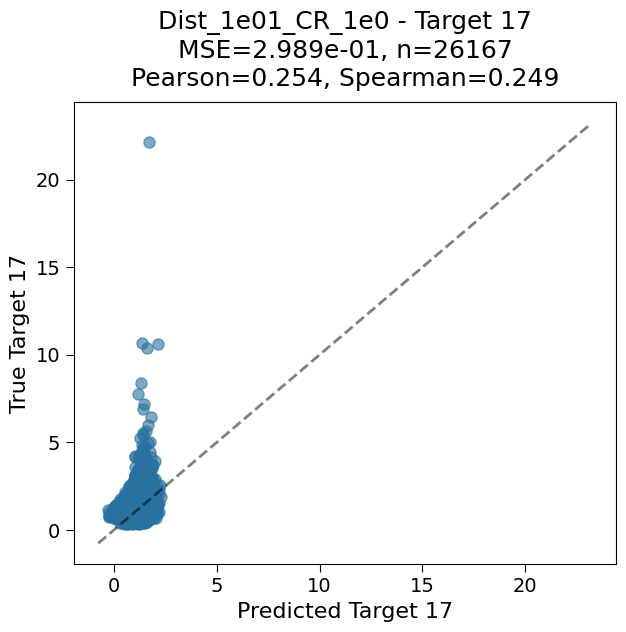 Dist_1e01_CR_1e0 - Target 17
MSE=2.989e-01, n=26167
Pearson=0.254, Spearman=0.249
True Target 17
20
15
10
5
0
0 5 10 15 20
Predicted Target 17